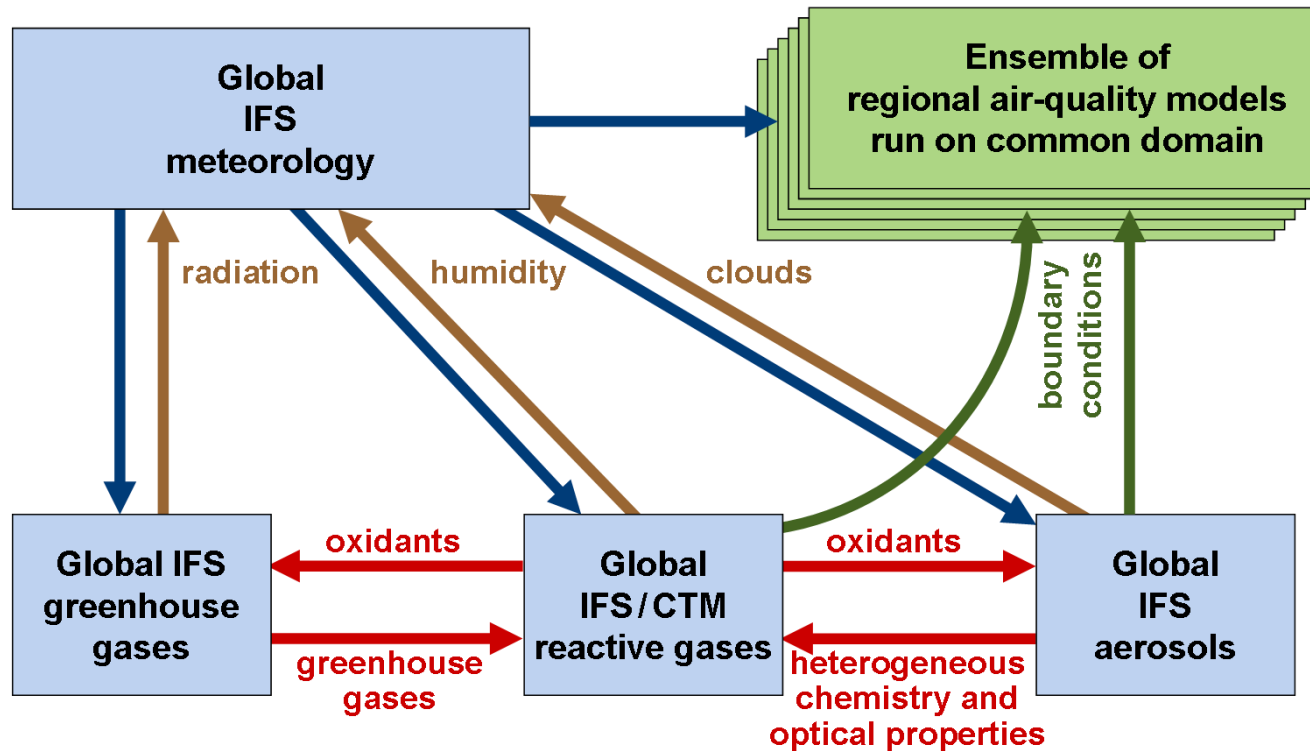 Global
IFS
meteorology
Ensemble of
regional air-quality models
run on common domain
radiation
humidity
clouds
boundary
conditions
Global IFS
greenhouse
gases
oxidants
greenhouse
gases
Global
IFS/CTM
reactive gases
oxidants
heterogeneous
chemistry and
optical properties
Global
IFS
aerosols